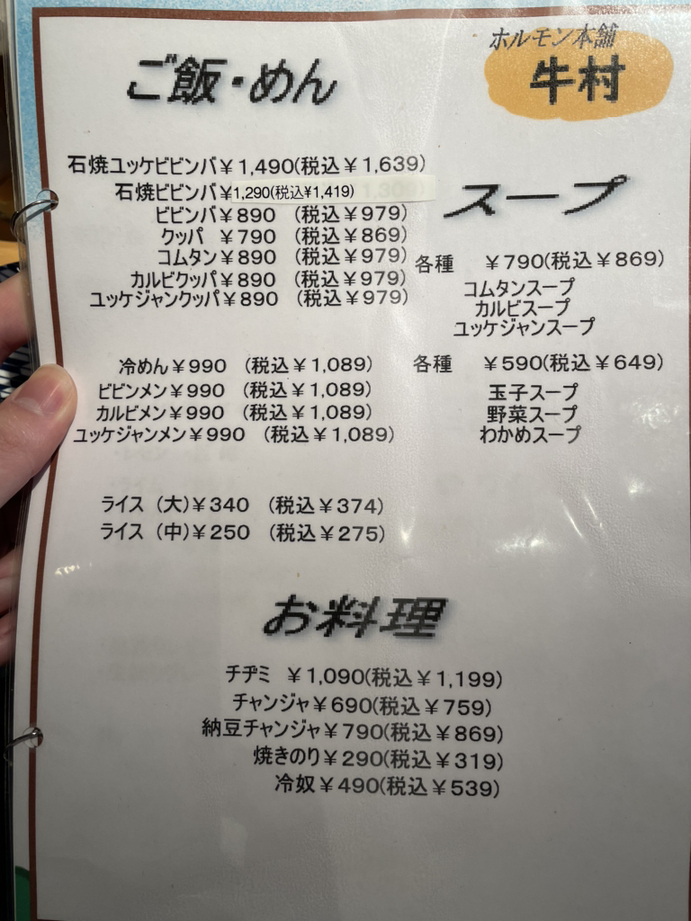 ホルモン本舗
牛村
ご飯・めん
石焼ユッケビビンバ￥1,490(税込￥1,639)
石焼ビビンバ¥1,290(税込¥1,419)
ビビンバ￥890 (税込￥979)
クッパ ￥790 (税込￥869)
コムタン￥890 (税込￥979)
カルビクッパ￥890 (税込￥979)
ユッケジャンクッパ￥890 (税込￥979)
冷めん￥990 (税込￥1,089)
ビビンメン￥990 (税込￥1,089)
カルビメン￥990 (税込￥1,089)
ユッケジャンメン￥990 (税込￥1,089)
ライス (大)￥340 (税込￥374)
ライス (中)￥250 (税込￥275)
スープ
各種 ￥790(税込￥869)
コムタンスープ
カルビスープ
ユッケジャンスープ
各種 ￥590(税込￥649)
玉子スープ
野菜スープ
わかめスープ
お料理
チヂミ ￥1,090(税込￥1,199)
チャンジャ￥690(税込￥759)
納豆チャンジャ￥790(税込￥869)
焼きのり￥290(税込￥319)
冷奴￥490(税込￥539)